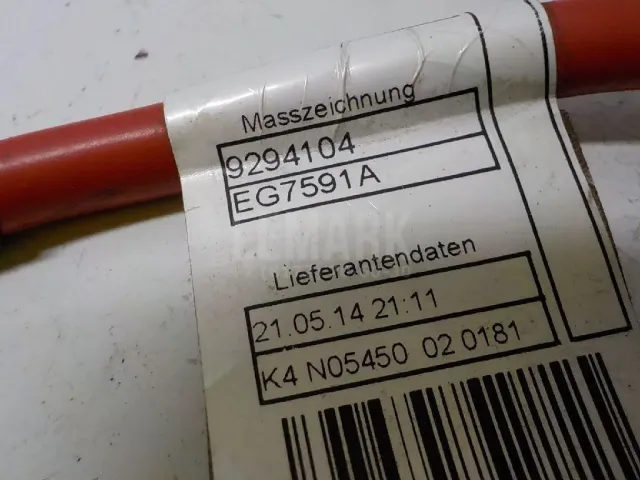 Masszeichnung
9294104
EG7591A
Lieferantendaten
21.05.14 21:11
K4 N05450 02 0181